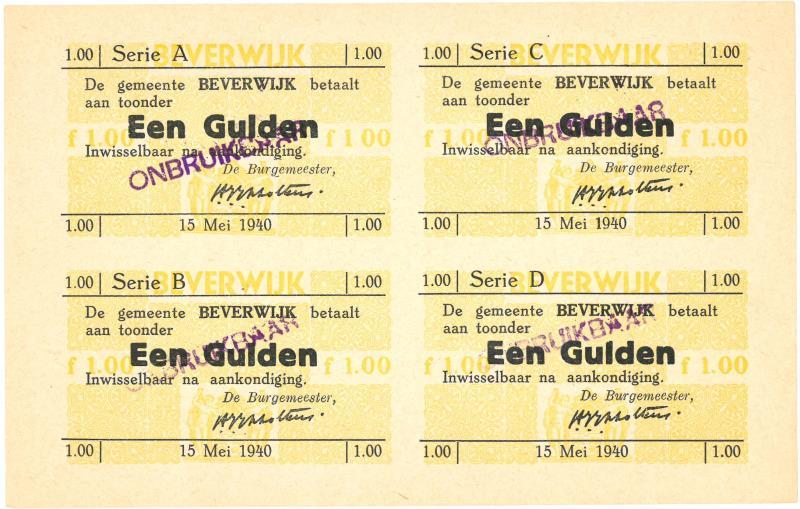 1.00 Serie A BEVERWIJK 1.00
De gemeente BEVERWIJK betaalt
aan toonder
Een Gulden
f 1.00 f 1.00
ONBRUIKBAAR
Inwisselbaar na aankondiging.
De Burgemeester,
1.00 15 Mei 1940 1.00
1.00 Serie C BEVERWIJK 1.00
De gemeente BEVERWIJK betaalt
aan toonder
Een Gulden
f 1.00 f 1.00
ONBRUIKBAAR
Inwisselbaar na aankondiging.
De Burgemeester,
1.00 15 Mei 1940 1.00
1.00 Serie B BEVERWIJK 1.00
De gemeente BEVERWIJK betaalt
aan toonder
ONBRUIKBAAR
Een Gulden
f 1.00 f 1.00
Inwisselbaar na aankondiging.
De Burgemeester,
1.00 15 Mei 1940 1.00
1.00 Serie D BEVERWIJK 1.00
De gemeente BEVERWIJK betaalt
aan toonder
ONBRUIKBAAR
Een Gulden
f 1.00 f 1.00
Inwisselbaar na aankondiging.
De Burgemeester,
1.00 15 Mei 1940 1.00